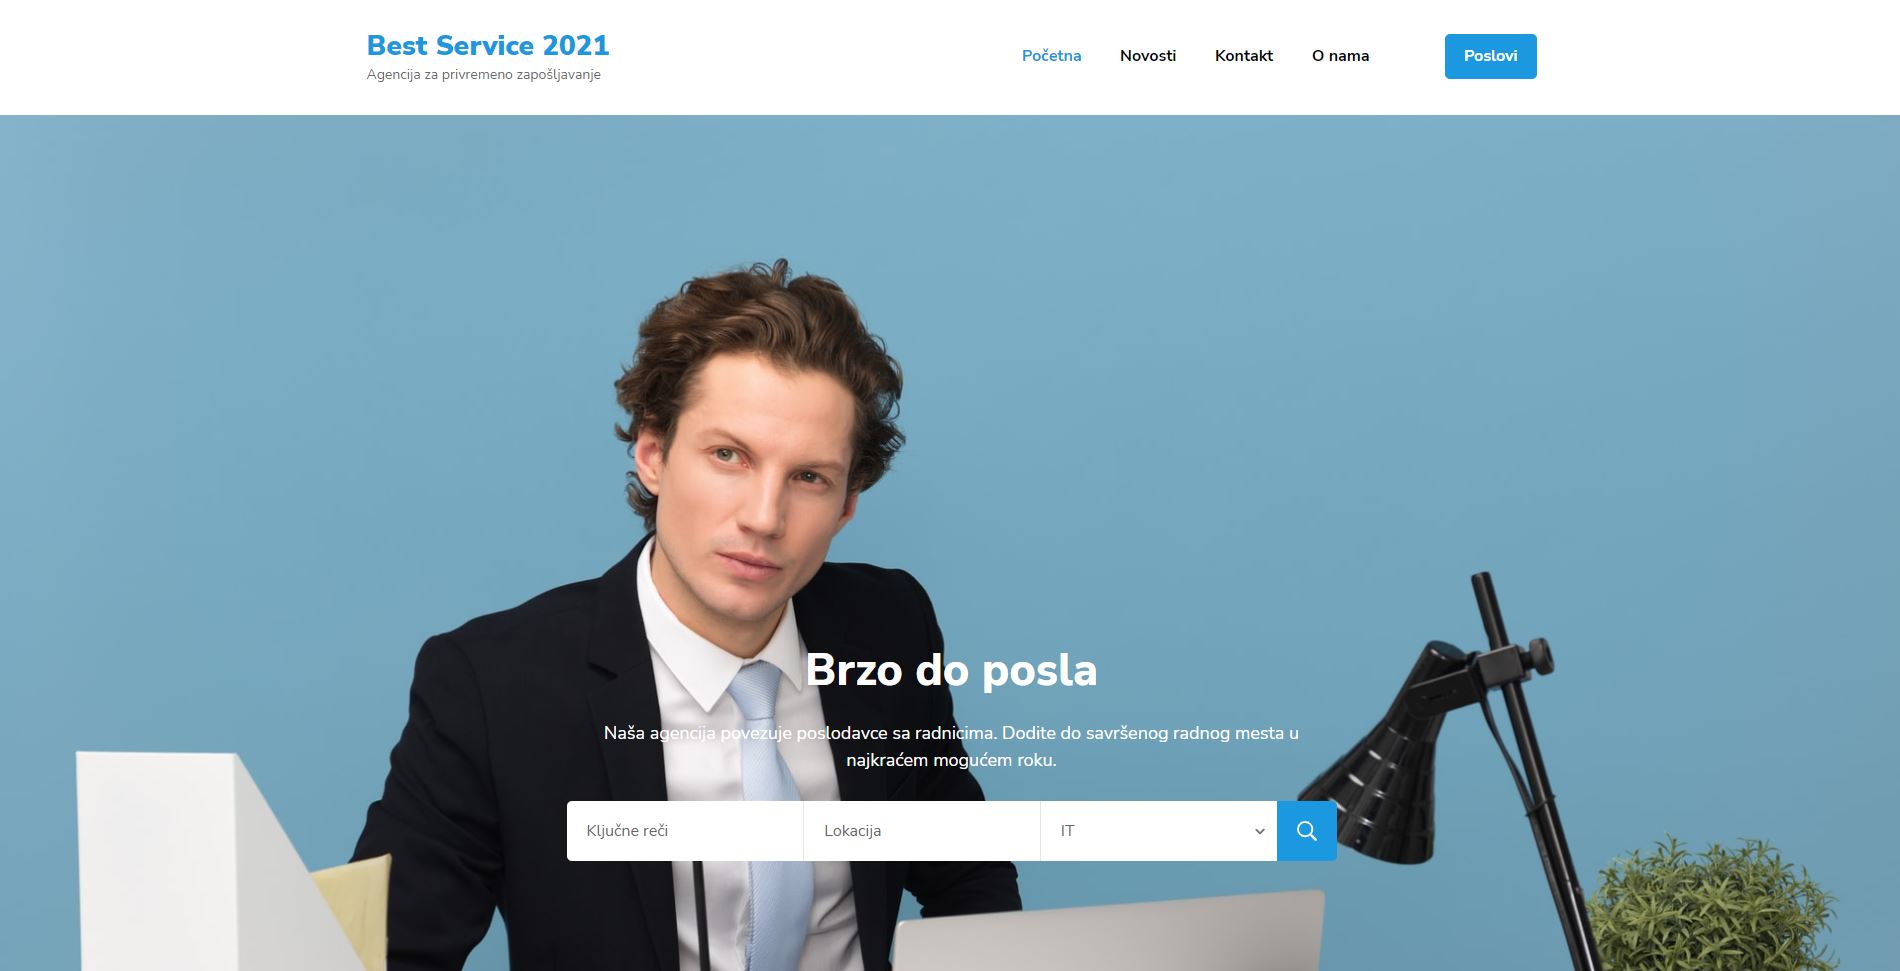 Best Service 2021
Agencija za privremeno zapošljavanje
Početna
Novosti
Kontakt
O nama
Poslovi
Brzo do posla
Naša agencija povezuje poslodavce sa radnicima. Dodite do savršenog radnog mesta u
najkraćem mogućem roku.
Ključne reči
Lokacija
IT